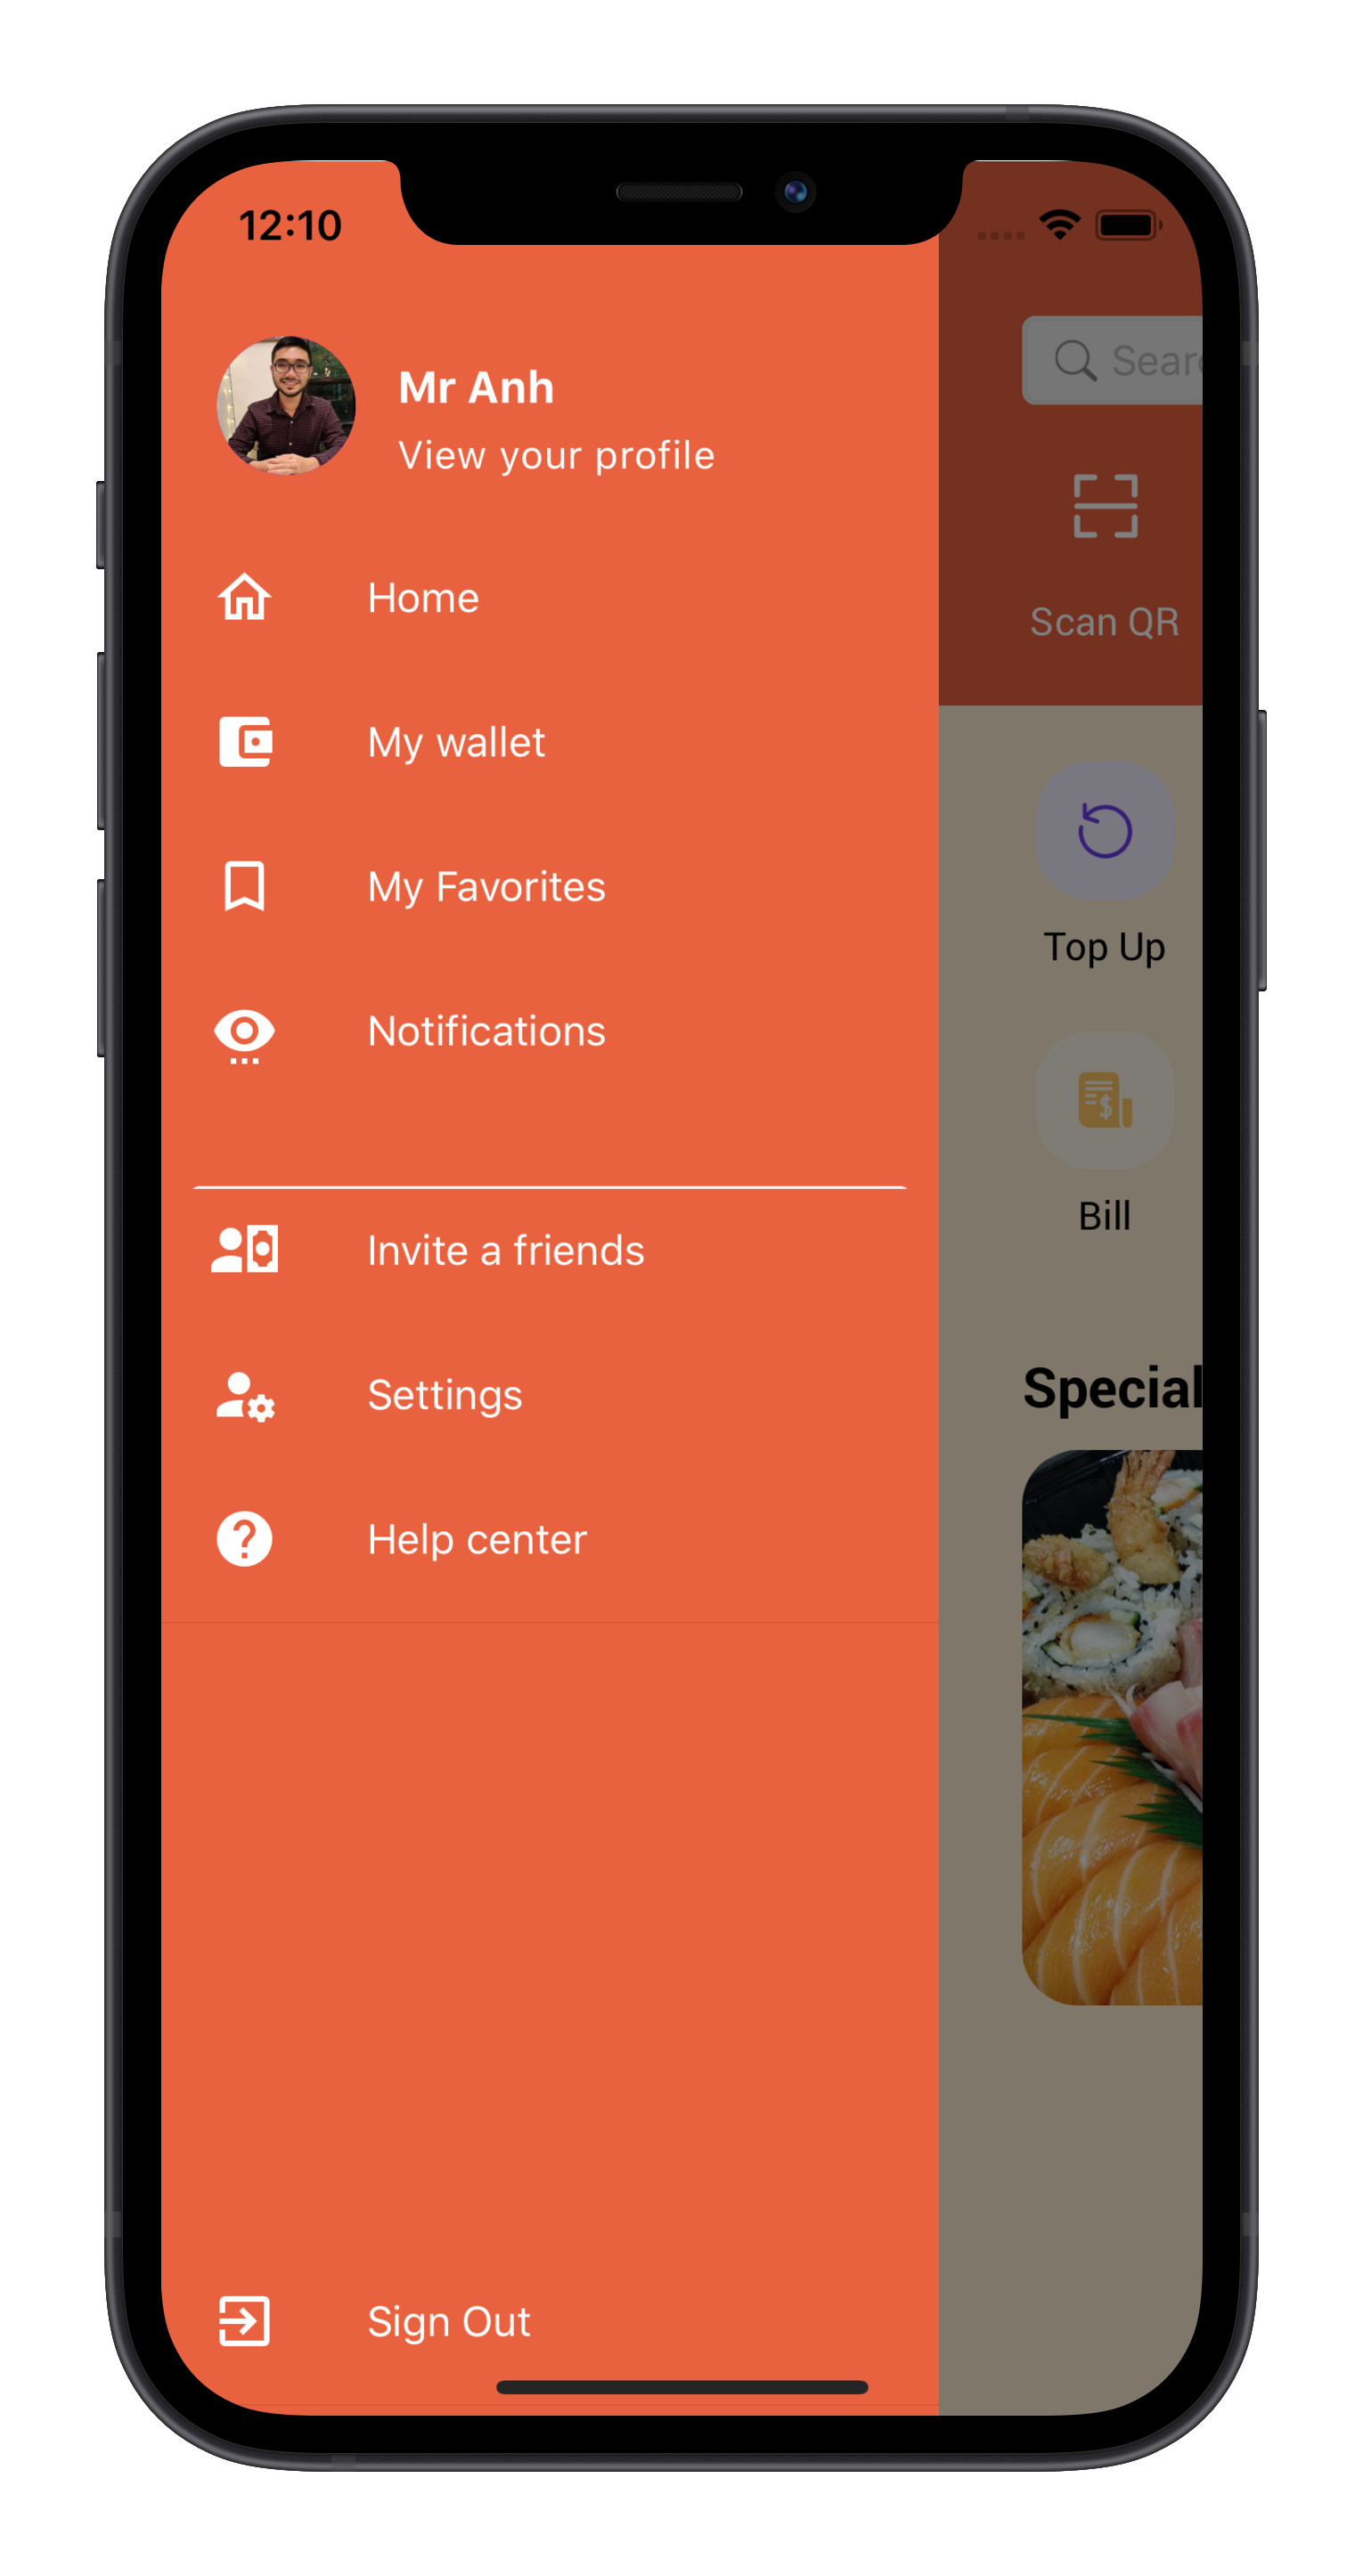 12:10
Mr Anh
View your profile
Home
My wallet
My Favorites
Notifications
Invite a friends
Settings
Help center
Sign Out
Sear
Scan QR
Top Up
Bill
Special